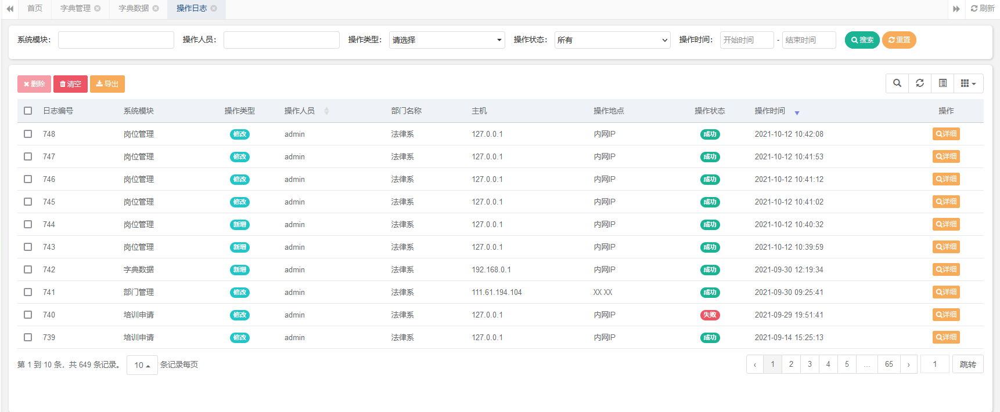 首页 字典管理 字典数据 操作日志 刷新
系统模块： 操作人员： 操作类型： 请选择 操作状态： 所有 操作时间： 开始时间 - 结束时间 搜索 重置
删除 清空 导出
日志编号 系统模块 操作类型 操作人员 部门名称 主机 操作地点 操作状态 操作时间 操作
748 岗位管理 修改 admin 法律系 127.0.0.1 内网IP 成功 2021-10-12 10:42:08 详细
747 岗位管理 修改 admin 法律系 127.0.0.1 内网IP 成功 2021-10-12 10:41:53 详细
746 岗位管理 修改 admin 法律系 127.0.0.1 内网IP 成功 2021-10-12 10:41:12 详细
745 岗位管理 修改 admin 法律系 127.0.0.1 内网IP 成功 2021-10-12 10:41:02 详细
744 岗位管理 新增 admin 法律系 127.0.0.1 内网IP 成功 2021-10-12 10:40:32 详细
743 岗位管理 新增 admin 法律系 127.0.0.1 内网IP 成功 2021-10-12 10:39:59 详细
742 字典数据 新增 admin 法律系 192.168.0.1 内网IP 成功 2021-09-30 12:19:34 详细
741 部门管理 修改 admin 法律系 111.61.194.104 XX XX 成功 2021-09-30 09:25:41 详细
740 培训申请 修改 admin 法律系 127.0.0.1 内网IP 失败 2021-09-29 19:51:41 详细
739 培训申请 修改 admin 法律系 127.0.0.1 内网IP 成功 2021-09-14 15:25:13 详细
第 1 到 10 条，共 649 条记录。 10 条记录每页 ‹ 1 2 3 4 5 ... 65 › 1 跳转